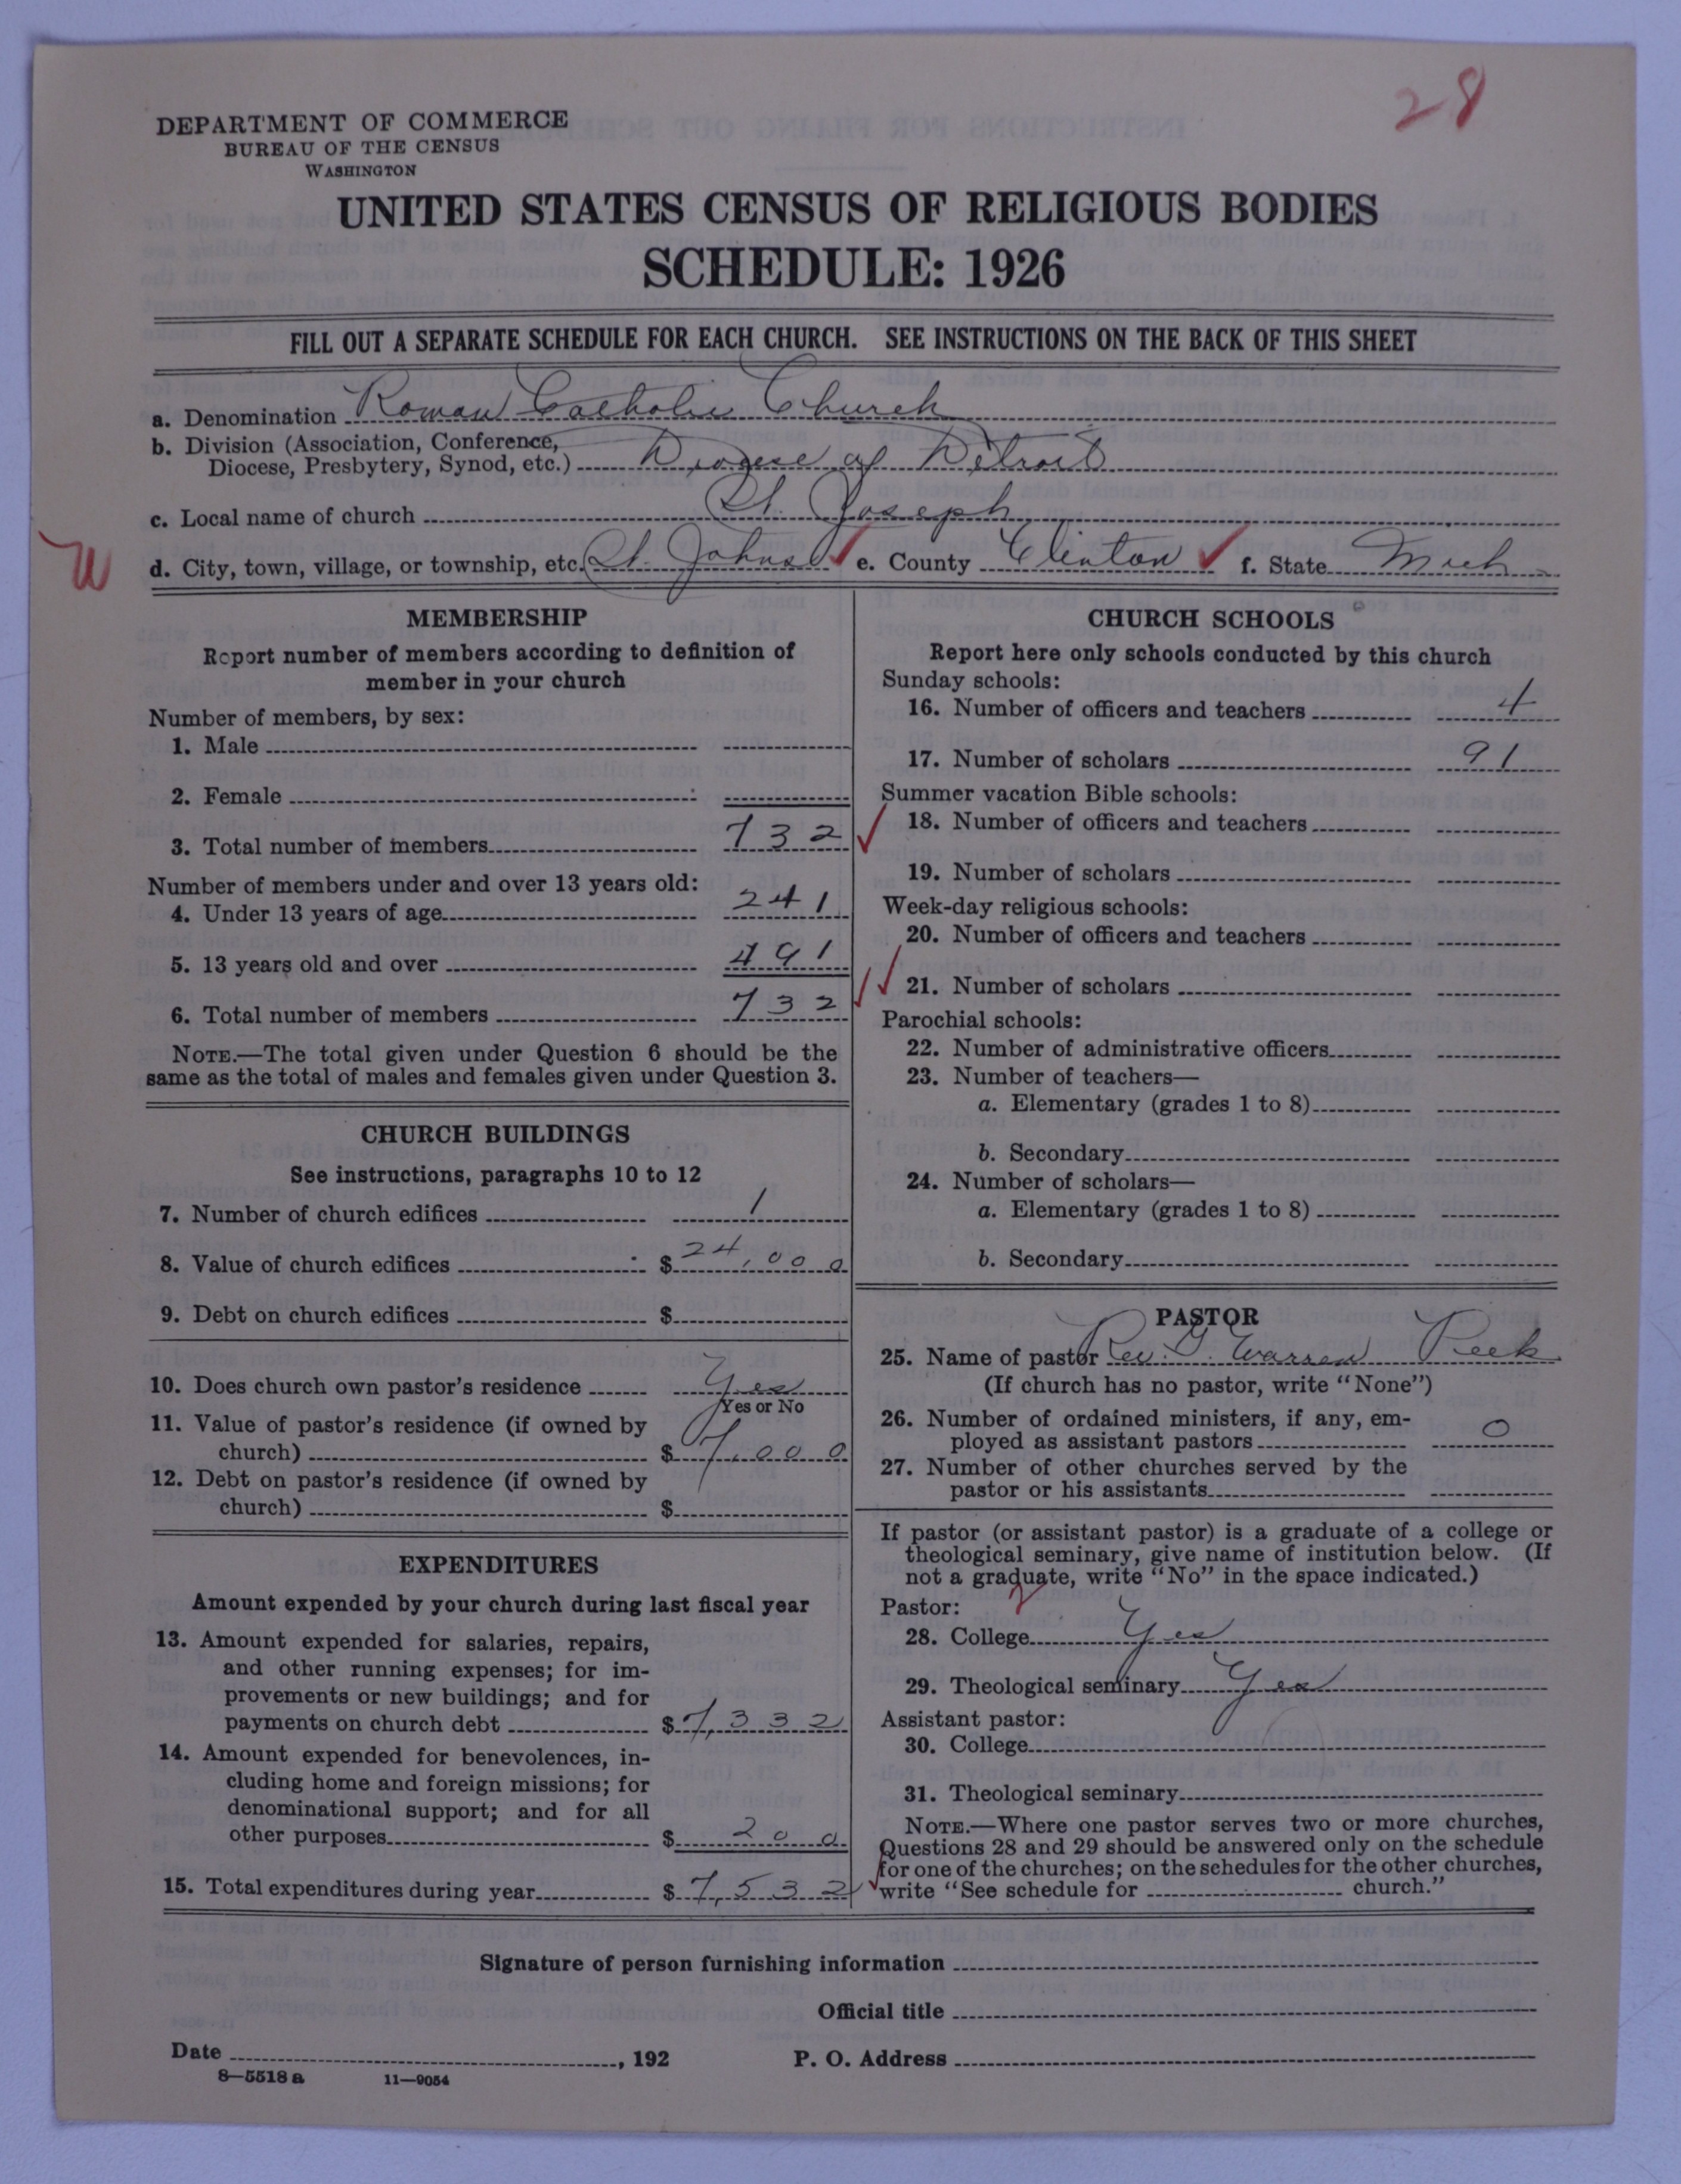 28
DEPARTMENT OF COMMERCE
BUREAU OF THE CENSUS
WASHINGTON
UNITED STATES CENSUS OF RELIGIOUS BODIES
SCHEDULE: 1926
FILL OUT A SEPARATE SCHEDULE FOR EACH CHURCH. SEE INSTRUCTIONS ON THE BACK OF THIS SHEET
a. Denomination Roman Catholic Church
b. Division (Association, Conference,
Diocese, Presbytery, Synod, etc.) Diocese of Detroit
c. Local name of church St. Joseph
W
d. City, town, village, or township, etc. St. Johns e. County Clinton f. State Mich
MEMBERSHIP
Report number of members according to definition of
member in your church
Number of members, by sex:
1. Male
2. Female
3. Total number of members 732
Number of members under and over 13 years old:
4. Under 13 years of age 241
5. 13 years old and over 491
6. Total number of members 732
NOTE.—The total given under Question 6 should be the
same as the total of males and females given under Question 3.
CHURCH BUILDINGS
See instructions, paragraphs 10 to 12
7. Number of church edifices 1
8. Value of church edifices $24,000
9. Debt on church edifices $
10. Does church own pastor's residence Yes
Yes or No
11. Value of pastor's residence (if owned by
church) $7,000
12. Debt on pastor's residence (if owned by
church) $
EXPENDITURES
Amount expended by your church during last fiscal year
13. Amount expended for salaries, repairs,
and other running expenses; for im-
provements or new buildings; and for
payments on church debt $7,332
14. Amount expended for benevolences, in-
cluding home and foreign missions; for
denominational support; and for all
other purposes $200
15. Total expenditures during year $7,532
CHURCH SCHOOLS
Report here only schools conducted by this church
Sunday schools:
16. Number of officers and teachers 4
17. Number of scholars 91
Summer vacation Bible schools:
18. Number of officers and teachers
19. Number of scholars
Week-day religious schools:
20. Number of officers and teachers
21. Number of scholars
Parochial schools:
22. Number of administrative officers
23. Number of teachers—
a. Elementary (grades 1 to 8)
b. Secondary
24. Number of scholars—
a. Elementary (grades 1 to 8)
b. Secondary
PASTOR
25. Name of pastor Rev. G. Warren Peek
(If church has no pastor, write "None")
26. Number of ordained ministers, if any, em-
ployed as assistant pastors 0
27. Number of other churches served by the
pastor or his assistants
If pastor (or assistant pastor) is a graduate of a college or
theological seminary, give name of institution below. (If
not a graduate, write "No" in the space indicated.)
Pastor: 2
28. College Yes
29. Theological seminary Yes
Assistant pastor:
30. College
31. Theological seminary
NOTE.—Where one pastor serves two or more churches,
Questions 28 and 29 should be answered only on the schedule
for one of the churches; on the schedules for the other churches,
write "See schedule for church."
Signature of person furnishing information
Official title
Date , 192 P. O. Address
8—5518 a 11—9054